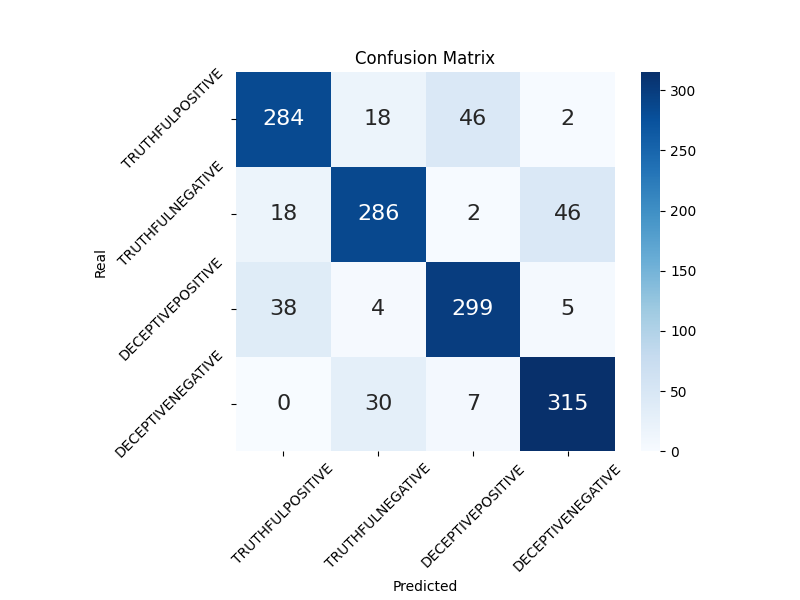 Confusion Matrix
TRUTHFULPOSITIVE 284 18 46 2
TRUTHFULNEGATIVE 18 286 2 46
DECEPTIVEPOSITIVE 38 4 299 5
DECEPTIVENEGATIVE 0 30 7 315
Real
TRUTHFULPOSITIVE TRUTHFULNEGATIVE DECEPTIVEPOSITIVE DECEPTIVENEGATIVE
Predicted
300
250
200
150
100
50
0